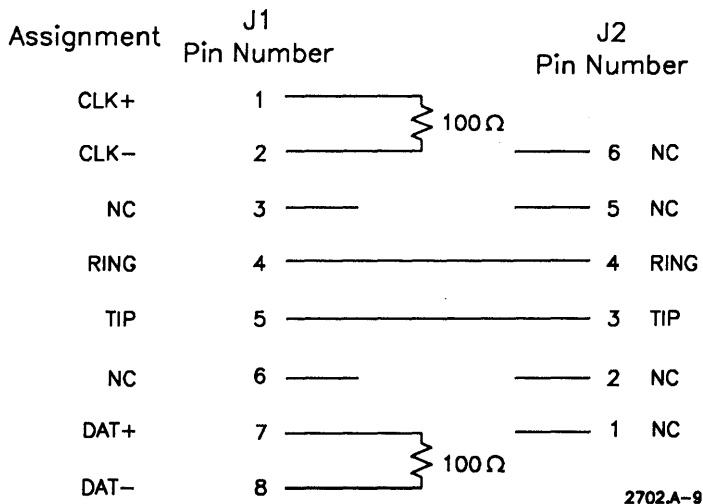 Assignment J1 Pin Number J2 Pin Number
CLK+ 1
100Ω
CLK− 2 6 NC
NC 3 5 NC
RING 4 4 RING
TIP 5 3 TIP
NC 6 2 NC
DAT+ 7 1 NC
100Ω
DAT− 8
2702.A−9